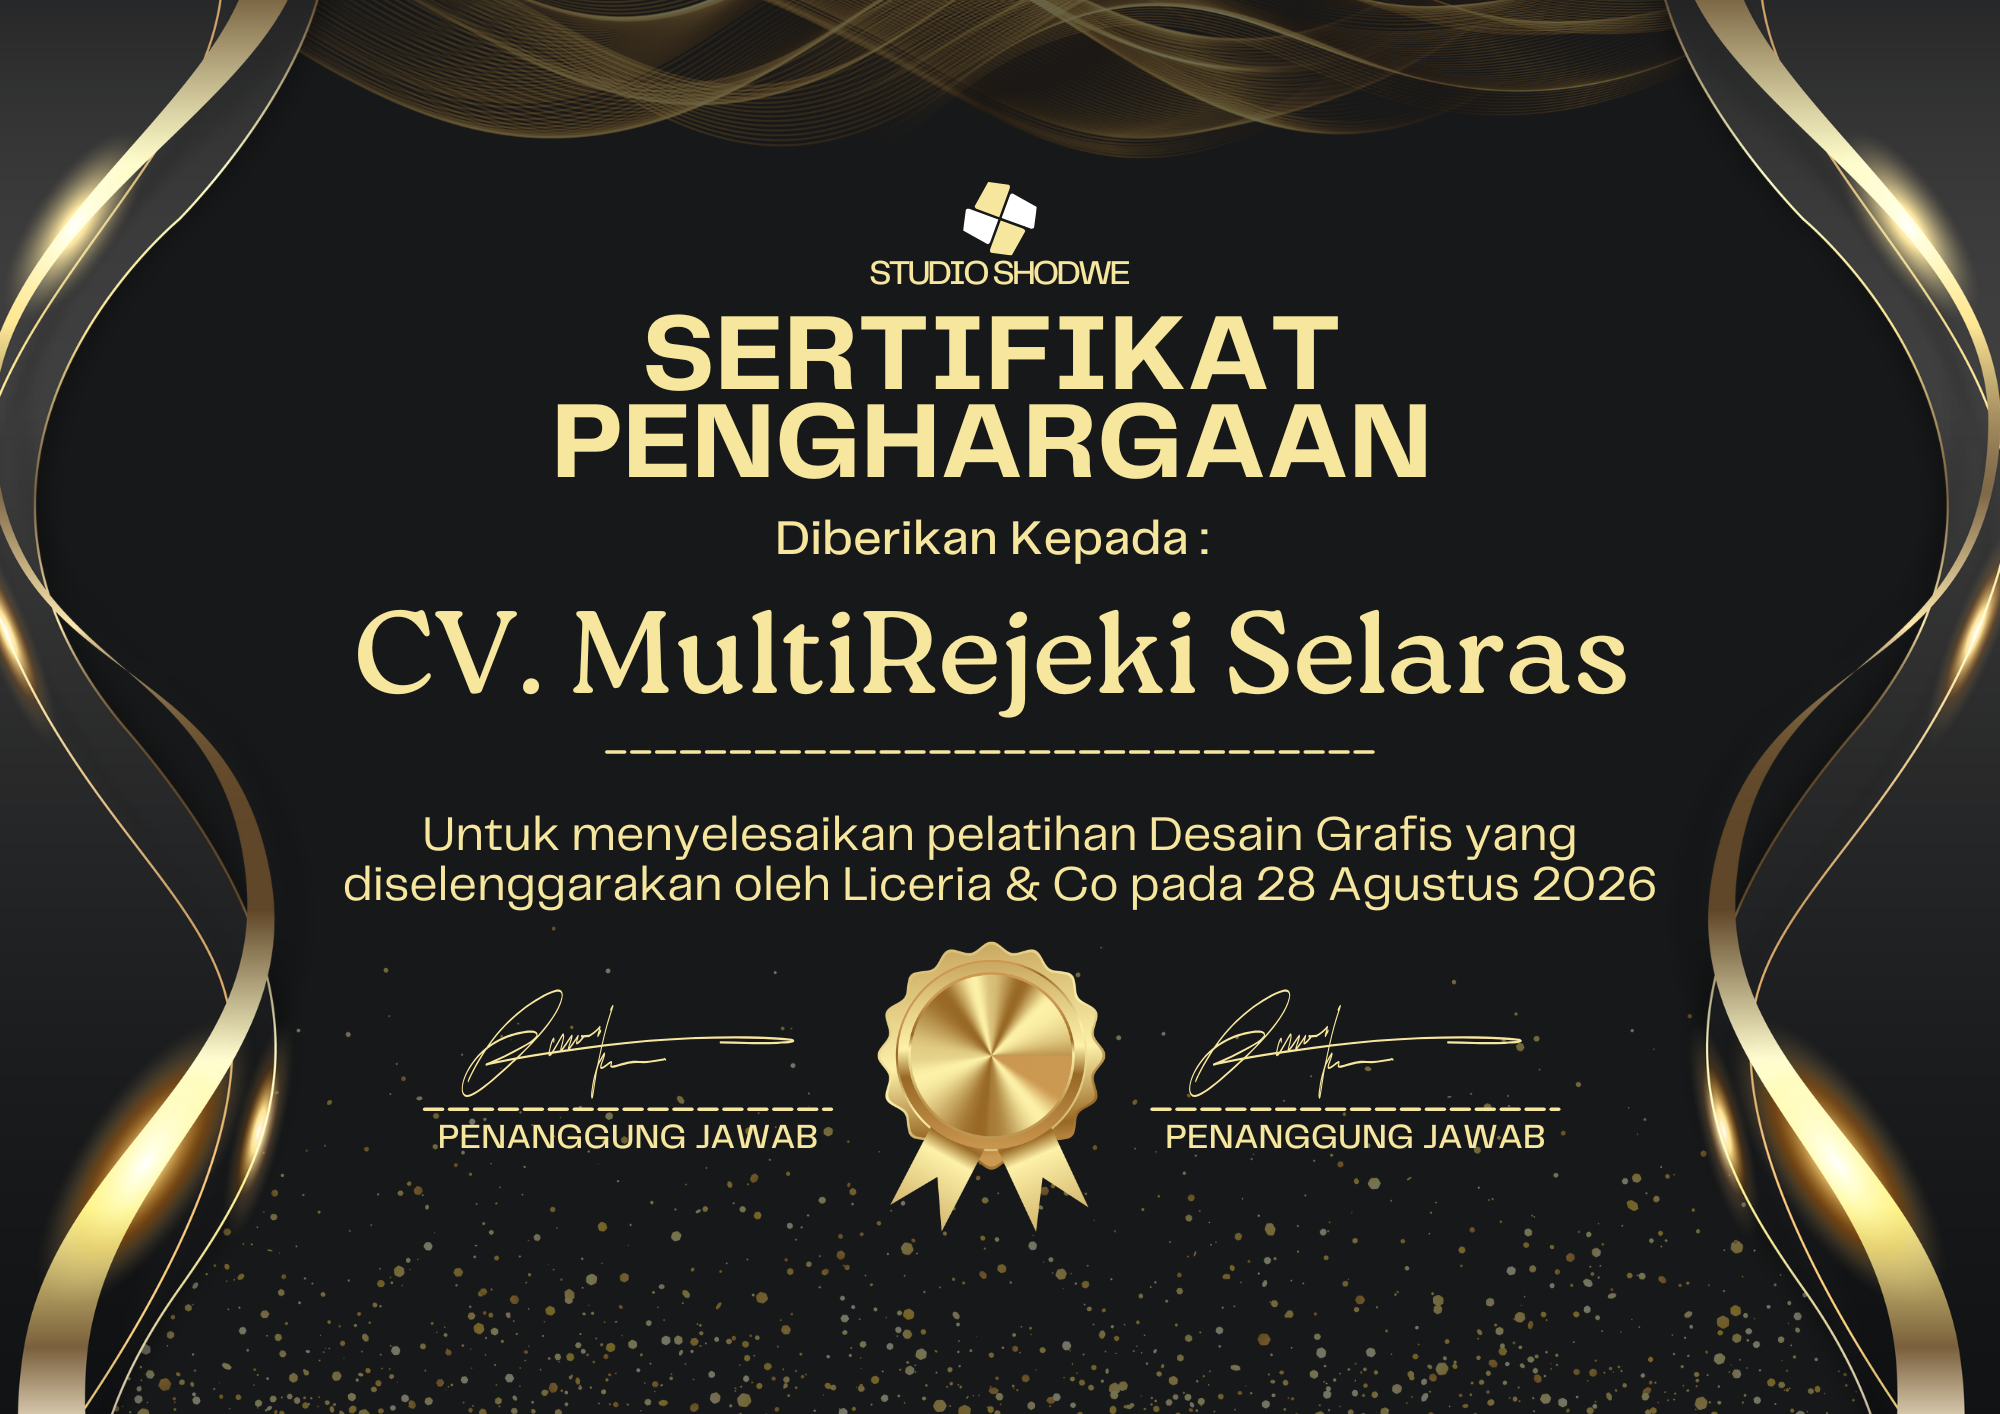 STUDIO SHODWE
SERTIFIKAT
PENGHARGAAN
Diberikan Kepada :
CV. MultiRejeki Selaras
Untuk menyelesaikan pelatihan Desain Grafis yang
diselenggarakan oleh Liceria & Co pada 28 Agustus 2026
PENANGGUNG JAWAB
PENANGGUNG JAWAB